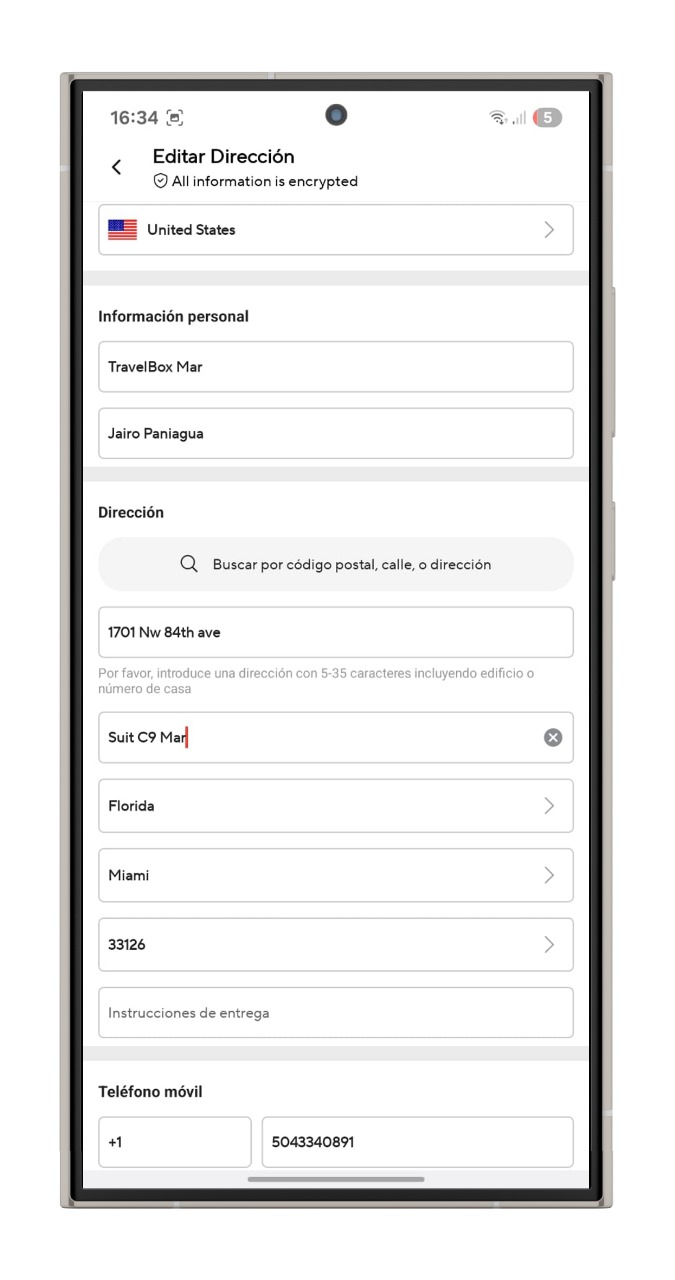 16:34
5
Editar Dirección
All information is encrypted
United States
Información personal
TravelBox Mar
Jairo Paniagua
Dirección
Buscar por código postal, calle, o dirección
1701 Nw 84th ave
Por favor, introduce una dirección con 5-35 caracteres incluyendo edificio o
número de casa
Suit C9 Mar
Florida
Miami
33126
Instrucciones de entrega
Teléfono móvil
+1
5043340891